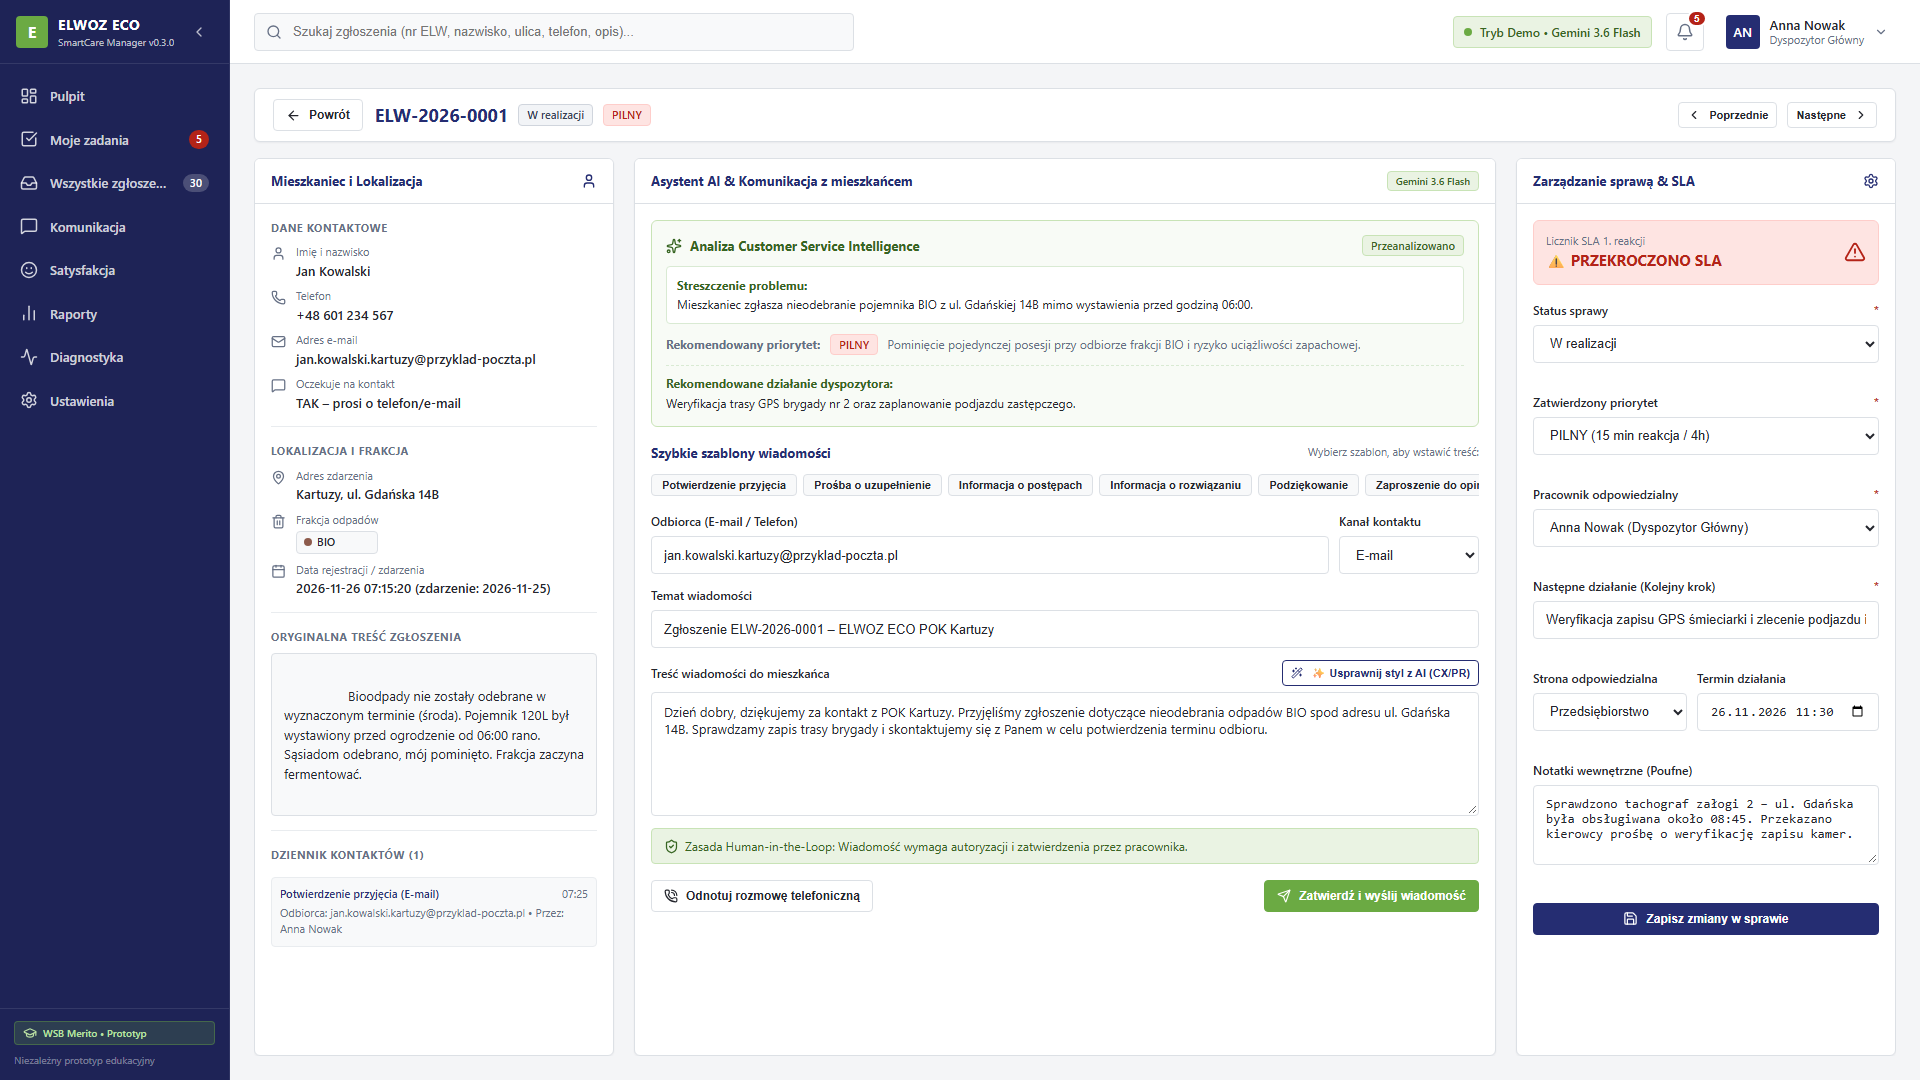 E
ELWOZ ECO
SmartCare Manager v0.3.0
Pulpit
Moje zadania
5
Wszystkie zgłosze...
30
Komunikacja
Satysfakcja
Raporty
Diagnostyka
Ustawienia
WSB Merito • Prototyp
Niezależny prototyp edukacyjny
Szukaj zgłoszenia (nr ELW, nazwisko, ulica, telefon, opis)...
Tryb Demo • Gemini 3.6 Flash
5
AN
Anna Nowak
Dyspozytor Główny
Powrót
ELW-2026-0001
W realizacji
PILNY
Poprzednie
Następne
Mieszkaniec i Lokalizacja
DANE KONTAKTOWE
Imię i nazwisko
Jan Kowalski
Telefon
+48 601 234 567
Adres e-mail
jan.kowalski.kartuzy@przyklad-poczta.pl
Oczekuje na kontakt
TAK – prosi o telefon/e-mail
LOKALIZACJA I FRAKCJA
Adres zdarzenia
Kartuzy, ul. Gdańska 14B
Frakcja odpadów
BIO
Data rejestracji / zdarzenia
2026-11-26 07:15:20 (zdarzenie: 2026-11-25)
ORYGINALNA TREŚĆ ZGŁOSZENIA
Bioodpady nie zostały odebrane w
wyznaczonym terminie (środa). Pojemnik 120L był
wystawiony przed ogrodzenie od 06:00 rano.
Sąsiadom odebrano, mój pominięto. Frakcja zaczyna
fermentować.
DZIENNIK KONTAKTÓW (1)
Potwierdzenie przyjęcia (E-mail)
07:25
Odbiorca: jan.kowalski.kartuzy@przyklad-poczta.pl • Przez:
Anna Nowak
Asystent AI & Komunikacja z mieszkańcem
Gemini 3.6 Flash
Analiza Customer Service Intelligence
Przeanalizowano
Streszczenie problemu:
Mieszkaniec zgłasza nieodebranie pojemnika BIO z ul. Gdańskiej 14B mimo wystawienia przed godziną 06:00.
Rekomendowany priorytet:
PILNY
Pominięcie pojedynczej posesji przy odbiorze frakcji BIO i ryzyko uciążliwości zapachowej.
Rekomendowane działanie dyspozytora:
Weryfikacja trasy GPS brygady nr 2 oraz zaplanowanie podjazdu zastępczego.
Szybkie szablony wiadomości
Wybierz szablon, aby wstawić treść:
Potwierdzenie przyjęcia
Prośba o uzupełnienie
Informacja o postępach
Informacja o rozwiązaniu
Podziękowanie
Zaproszenie do opin
Odbiorca (E-mail / Telefon)
Kanał kontaktu
jan.kowalski.kartuzy@przyklad-poczta.pl
E-mail
Temat wiadomości
Zgłoszenie ELW-2026-0001 – ELWOZ ECO POK Kartuzy
Treść wiadomości do mieszkańca
Usprawnij styl z AI (CX/PR)
Dzień dobry, dziękujemy za kontakt z POK Kartuzy. Przyjęliśmy zgłoszenie dotyczące nieodebrania odpadów BIO spod adresu ul. Gdańska
14B. Sprawdzamy zapis trasy brygady i skontaktujemy się z Panem w celu potwierdzenia terminu odbioru.
Zasada Human-in-the-Loop: Wiadomość wymaga autoryzacji i zatwierdzenia przez pracownika.
Odnotuj rozmowę telefoniczną
Zatwierdź i wyślij wiadomość
Zarządzanie sprawą & SLA
Licznik SLA 1. reakcji
PRZEKROCZONO SLA
Status sprawy *
W realizacji
Zatwierdzony priorytet *
PILNY (15 min reakcja / 4h)
Pracownik odpowiedzialny *
Anna Nowak (Dyspozytor Główny)
Następne działanie (Kolejny krok) *
Weryfikacja zapisu GPS śmieciarki i zlecenie podjazdu i
Strona odpowiedzialna
Termin działania
Przedsiębiorstwo
26.11.2026 11:30
Notatki wewnętrzne (Poufne)
Sprawdzono tachograf załogi 2 – ul. Gdańska
była obsługiwana około 08:45. Przekazano
kierowcy prośbę o weryfikację zapisu kamer.
Zapisz zmiany w sprawie